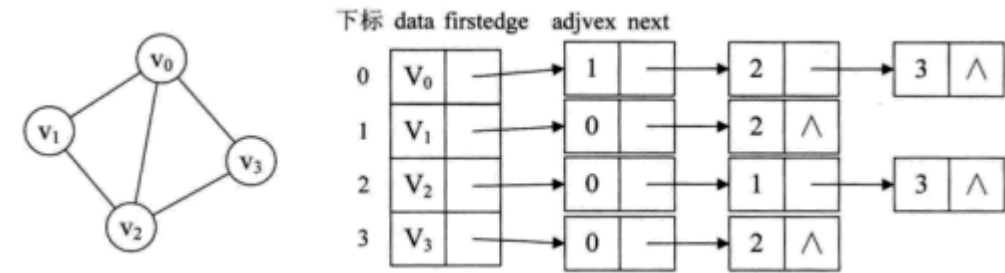 下标 data firstedge adjvex next
v0
v1
v3
v2
0 V0 1 2 3 ∧
1 V1 0 2 ∧
2 V2 0 1 3 ∧
3 V3 0 2 ∧